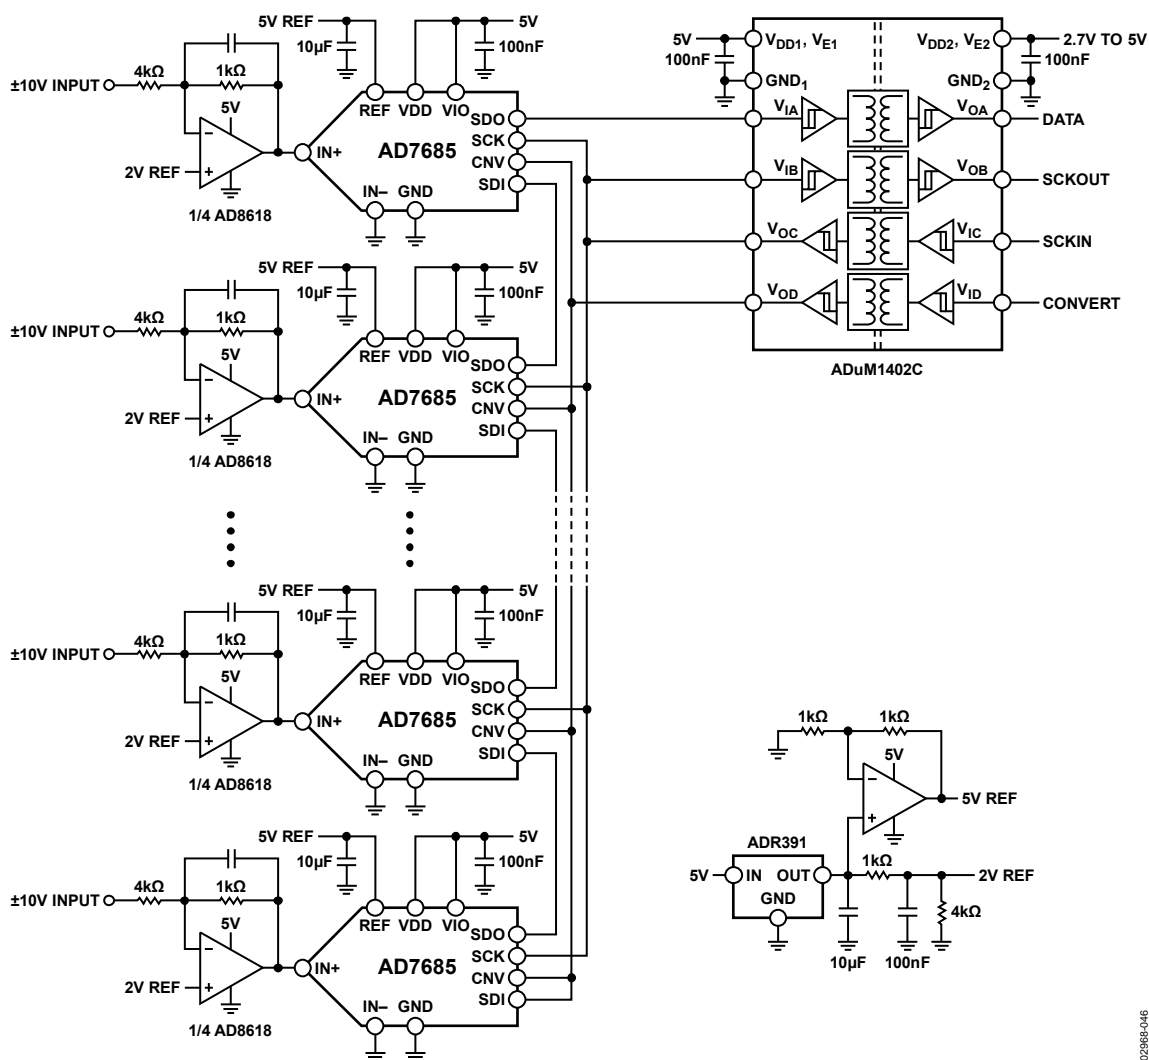 5V REF
5V
10µF
100nF
4kΩ
1kΩ
±10V INPUT
5V
−
+
2V REF
1/4 AD8618
REF VDD VIO
IN+
AD7685
SDO
SCK
CNV
SDI
IN– GND
5V REF
5V
10µF
100nF
4kΩ
1kΩ
±10V INPUT
5V
−
+
2V REF
1/4 AD8618
REF VDD VIO
IN+
AD7685
SDO
SCK
CNV
SDI
IN– GND
5V REF
5V
10µF
100nF
4kΩ
1kΩ
±10V INPUT
5V
−
+
2V REF
1/4 AD8618
REF VDD VIO
IN+
AD7685
SDO
SCK
CNV
SDI
IN– GND
5V REF
5V
10µF
100nF
4kΩ
1kΩ
±10V INPUT
5V
−
+
2V REF
1/4 AD8618
REF VDD VIO
IN+
AD7685
SDO
SCK
CNV
SDI
IN– GND
5V
100nF
VDD1, VE1
VDD2, VE2
2.7V TO 5V
100nF
GND1
GND2
VIA
VOA
DATA
VIB
VOB
SCKOUT
VOC
VIC
SCKIN
VOD
VID
CONVERT
ADuM1402C
1kΩ
1kΩ
5V
−
+
5V REF
ADR391
5V
IN OUT
GND
1kΩ
2V REF
4kΩ
10µF
100nF
02968-046